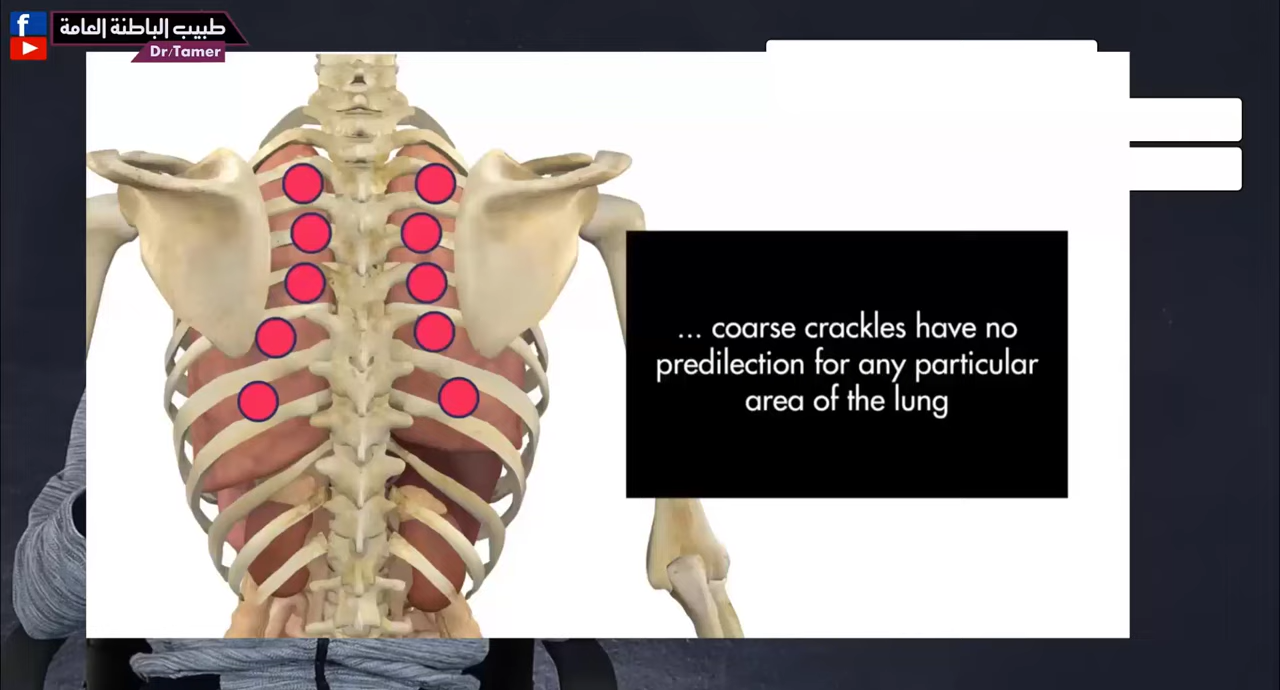 طبيب الباطنة العامة
Dr/Tamer
... coarse crackles have no
predilection for any particular
area of the lung